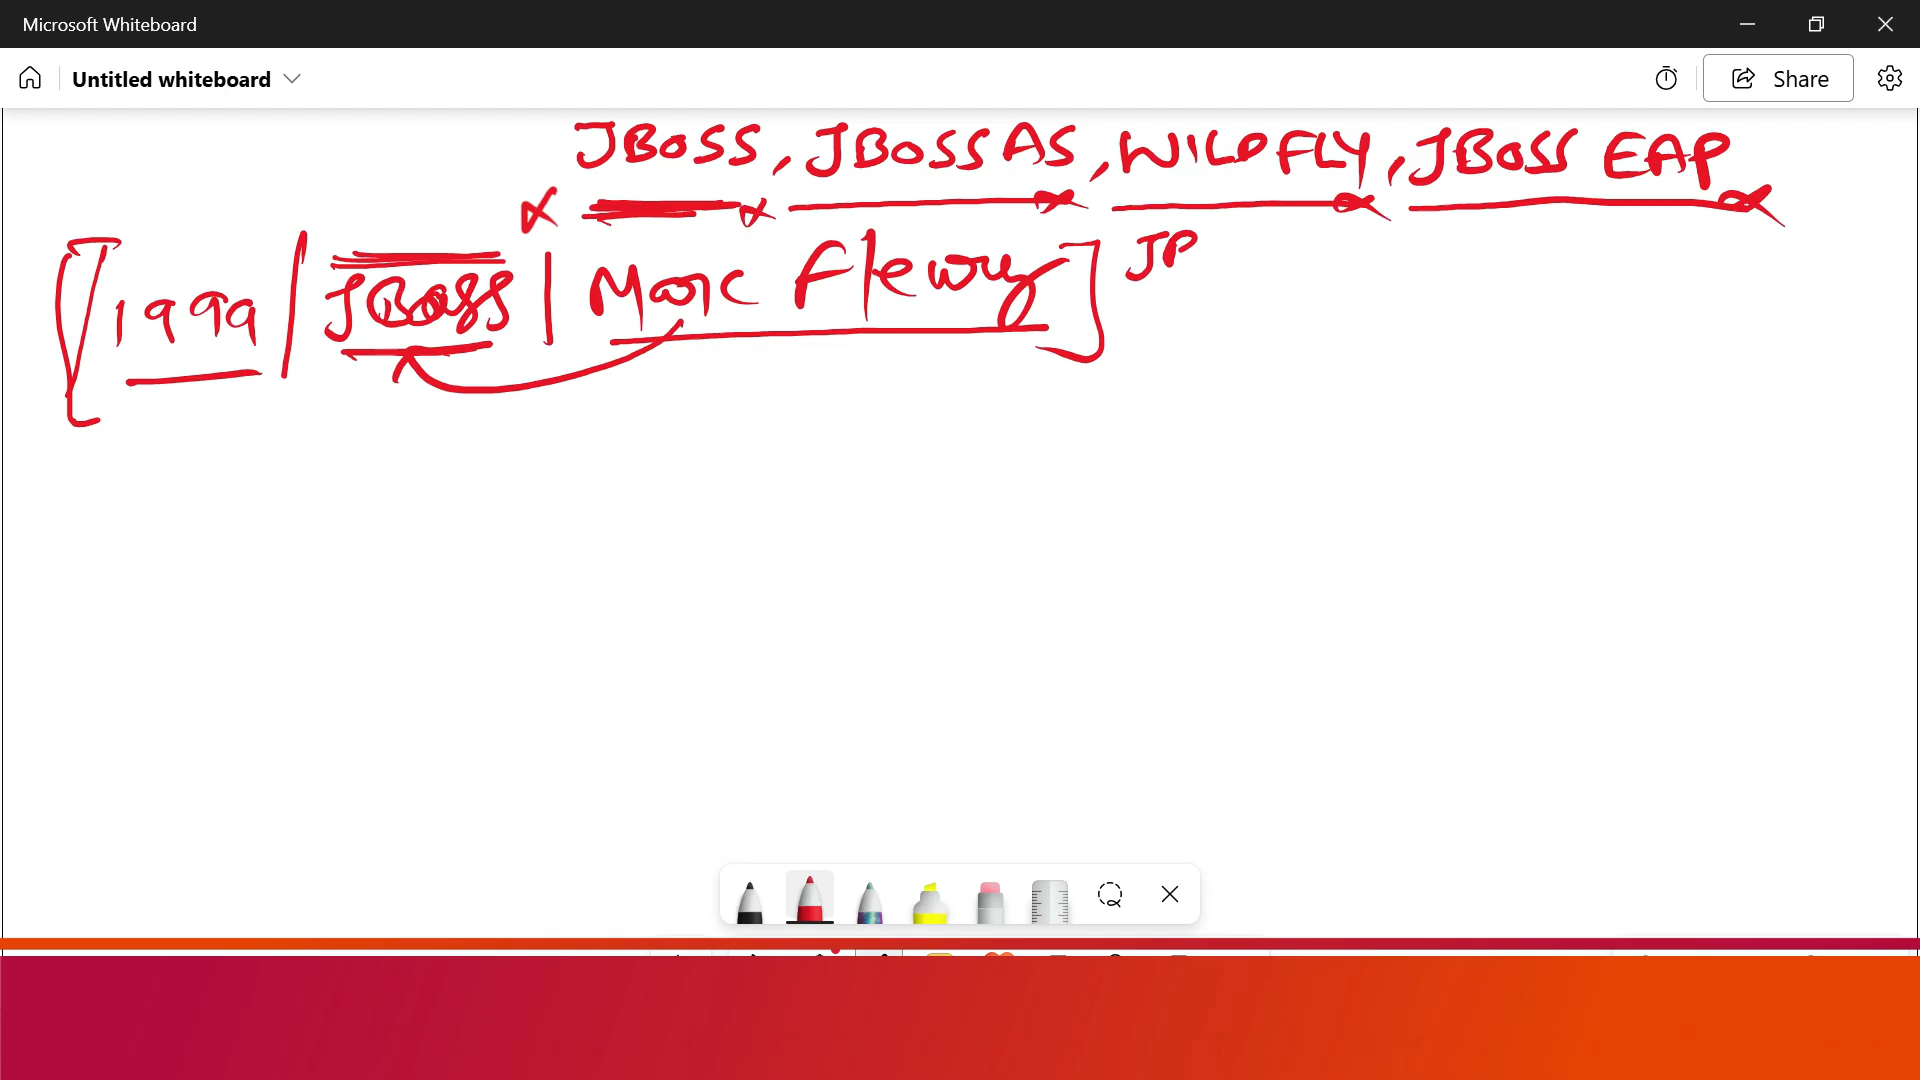 Microsoft Whiteboard
Untitled whiteboard
Share
JBOSS, JBOSS AS, WILDFLY, JBOSS EAP
1999 | JBoss | Marc Fleury] JP